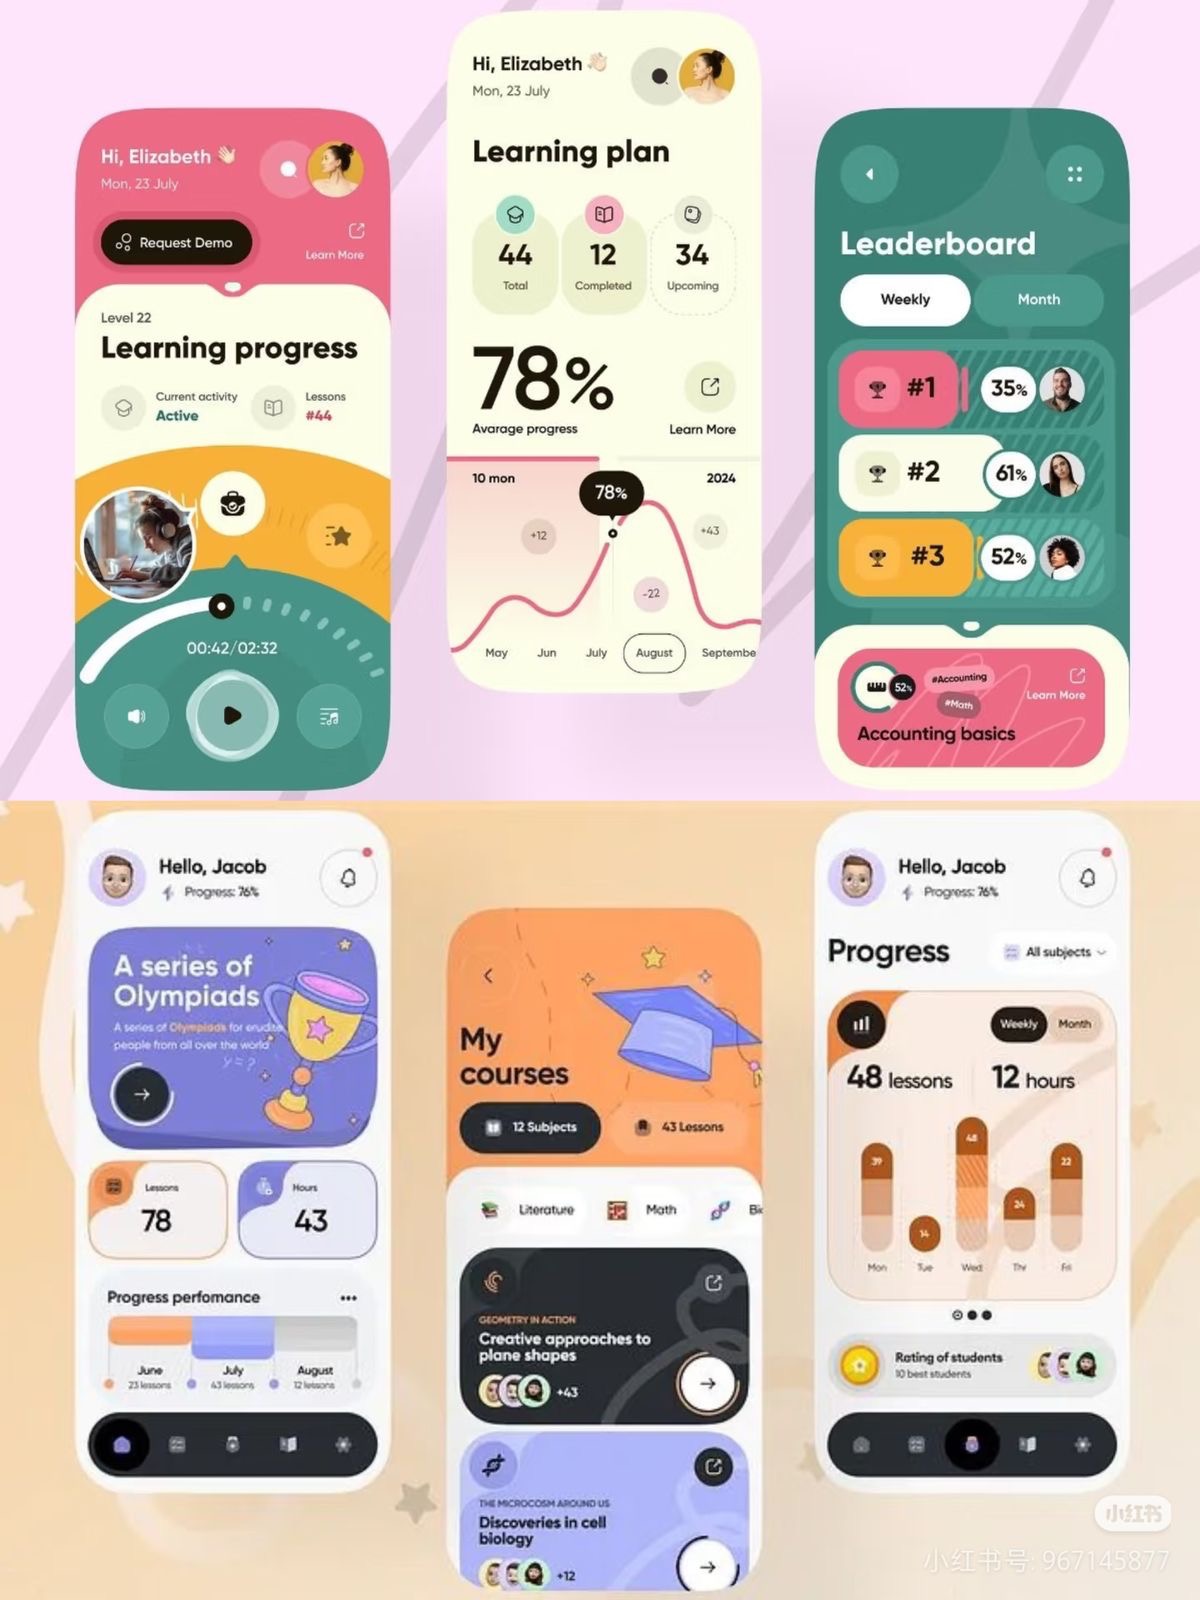 Hi, Elizabeth 👋🏻
Mon, 23 July
Request Demo
Learn More
Level 22
Learning progress
Current activity
Active
Lessons
#44
00:42/02:32
Hi, Elizabeth 👋🏻
Mon, 23 July
Learning plan
44
Total
12
Completed
34
Upcoming
78%
Avarage progress
Learn More
10 mon
2024
78%
+12
+43
-22
May Jun July August Septembe
Leaderboard
Weekly Month
#1 35%
#2 61%
#3 52%
52%
#Accounting
#Math
Learn More
Accounting basics
Hello, Jacob
Progress: 76%
A series of
Olympiads
A series of Olympiads for erudite
people from all over the world
y = ?
Lessons
78
Hours
43
Progress perfomance
June
23 lessons
July
43 lessons
August
12 lessons
My
courses
12 Subjects
43 Lessons
Literature Math Bio
GEOMETRY IN ACTION
Creative approaches to
plane shapes
+43
THE MICROCOSM AROUND US
Discoveries in cell
biology
+12
Hello, Jacob
Progress: 76%
Progress
All subjects
Weekly Month
48 lessons
12 hours
39
14
48
24
22
Mon Tue Wed Thr Fri
Rating of students
10 best students
小红书
小红书号: 967145877